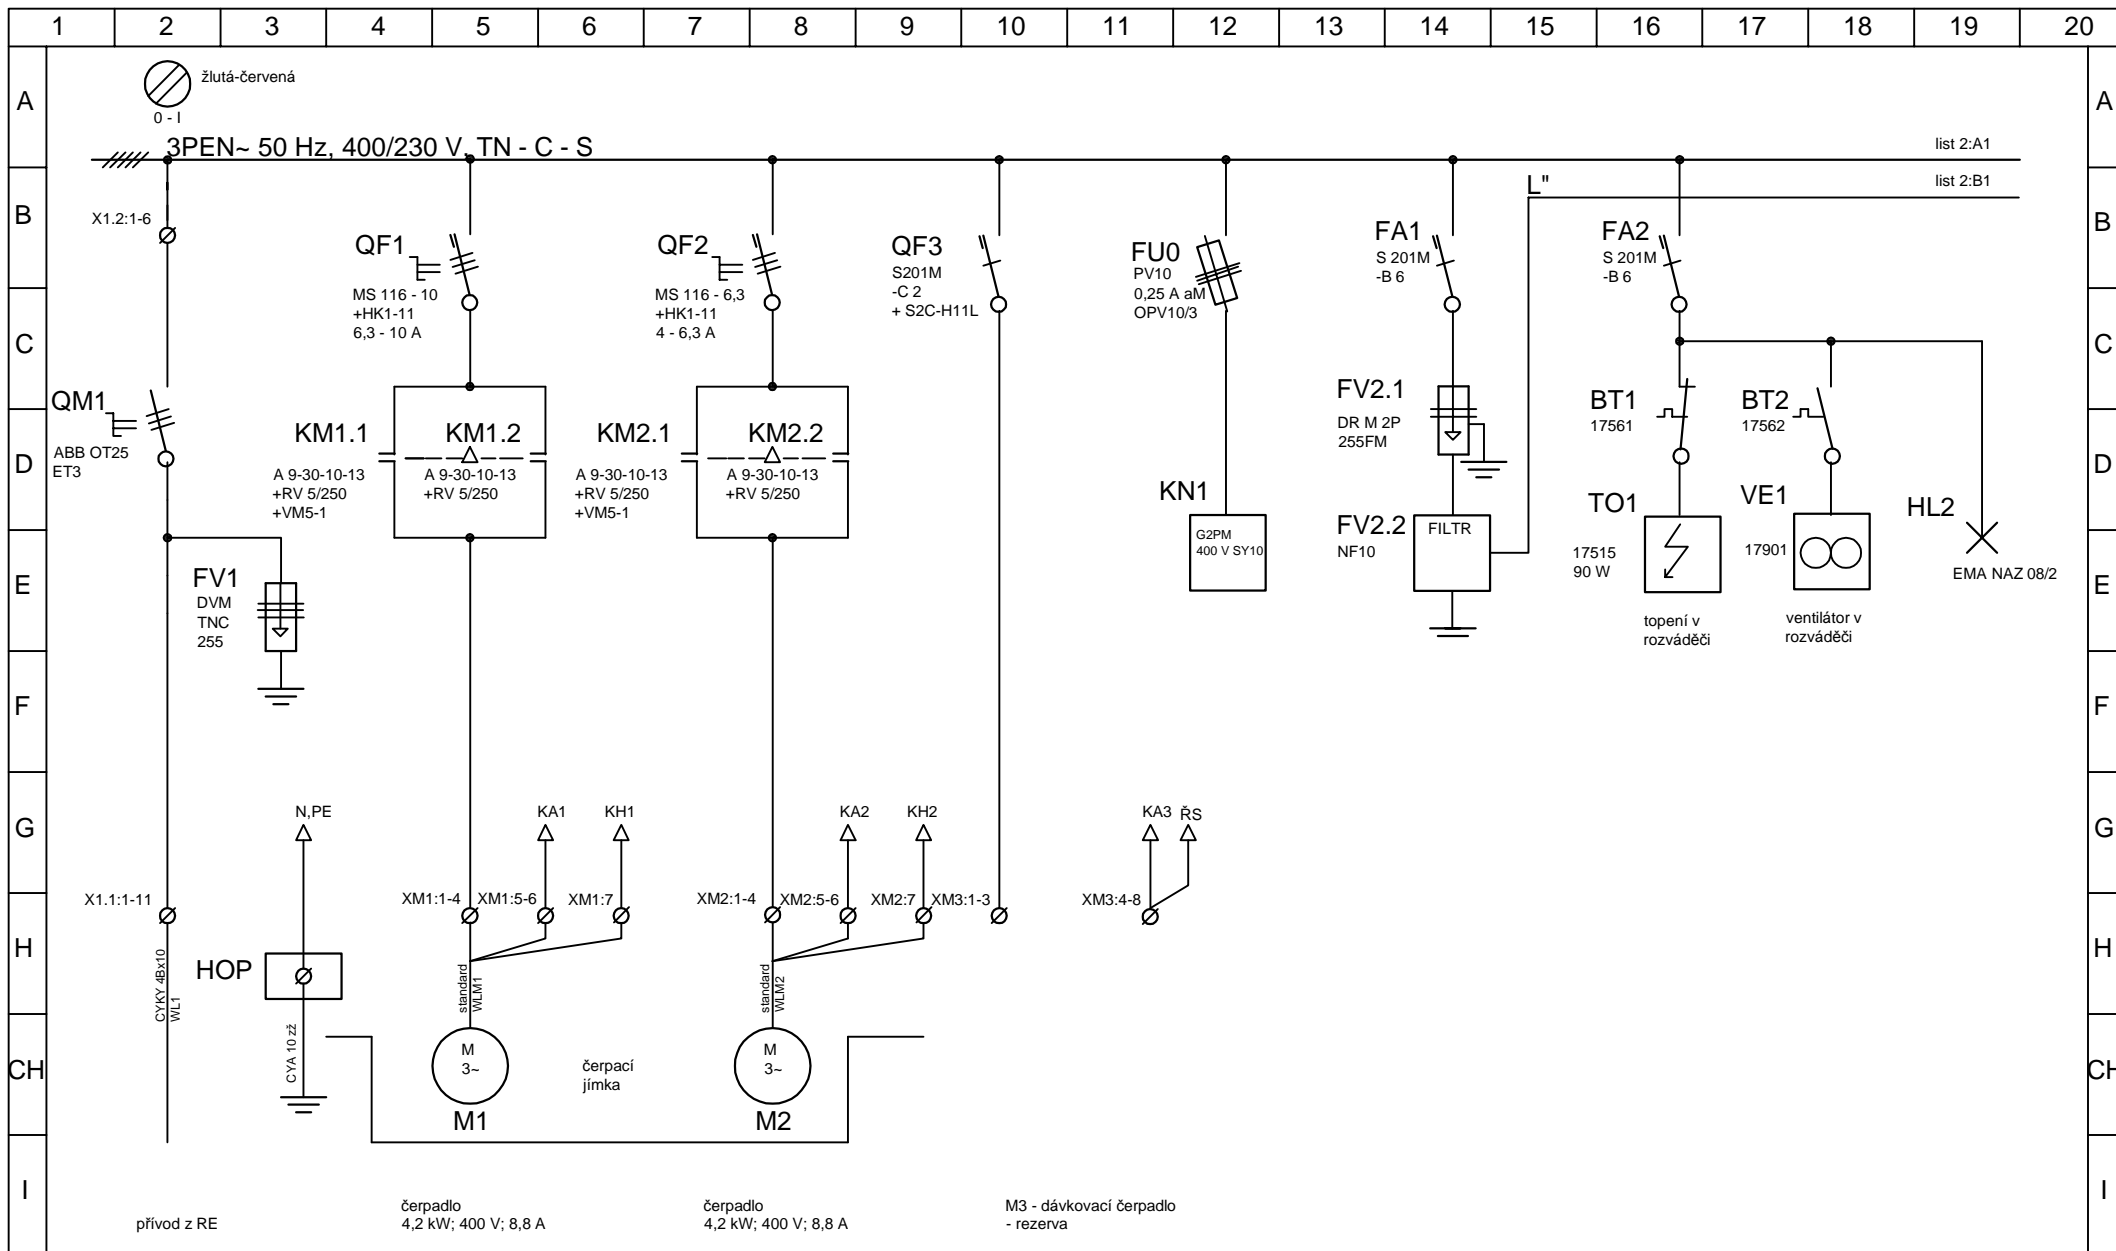 1 2 3 4 5 6 7 8 9 10 11 12 13 14 15 16 17 18 19 20
A
žlutá-červená
A
0 - I
3PEN~ 50 Hz, 400/230 V, TN - C - S
list 2:A1
L"
list 2:B1
B
X1.2:1-6
B
QF1
MS 116 - 10
+HK1-11
6,3 - 10 A
QF2
MS 116 - 6,3
+HK1-11
4 - 6,3 A
QF3
S201M
-C 2
+ S2C-H11L
FU0
PV10
0,25 A aM
OPV10/3
FA1
S 201M
-B 6
FA2
S 201M
-B 6
C
C
QM1
ABB OT25
ET3
KM1.1
A 9-30-10-13
+RV 5/250
+VM5-1
KM1.2
A 9-30-10-13
+RV 5/250
KM2.1
A 9-30-10-13
+RV 5/250
+VM5-1
KM2.2
A 9-30-10-13
+RV 5/250
FV2.1
DR M 2P
255FM
BT1
17561
BT2
17562
D
D
KN1
G2PM
400 V SY10
FV2.2
NF10
FILTR
TO1
17515
90 W
topení v
rozváděči
VE1
17901
ventilátor v
rozváděči
HL2
EMA NAZ 08/2
E
E
FV1
DVM
TNC
255
F
F
N,PE
KA1
KH1
KA2
KH2
KA3
ŘS
G
G
X1.1:1-11
XM1:1-4
XM1:5-6
XM1:7
XM2:1-4
XM2:5-6
XM2:7
XM3:1-3
XM3:4-8
H
H
CYKY 4Bx10
WL1
HOP
CYA 10 zž
standard
WLM1
standard
WLM2
CH
CH
M
3~
M1
čerpací
jímka
M
3~
M2
I
I
přívod z RE
čerpadlo
4,2 kW; 400 V; 8,8 A
čerpadlo
4,2 kW; 400 V; 8,8 A
M3 - dávkovací čerpadlo
- rezerva